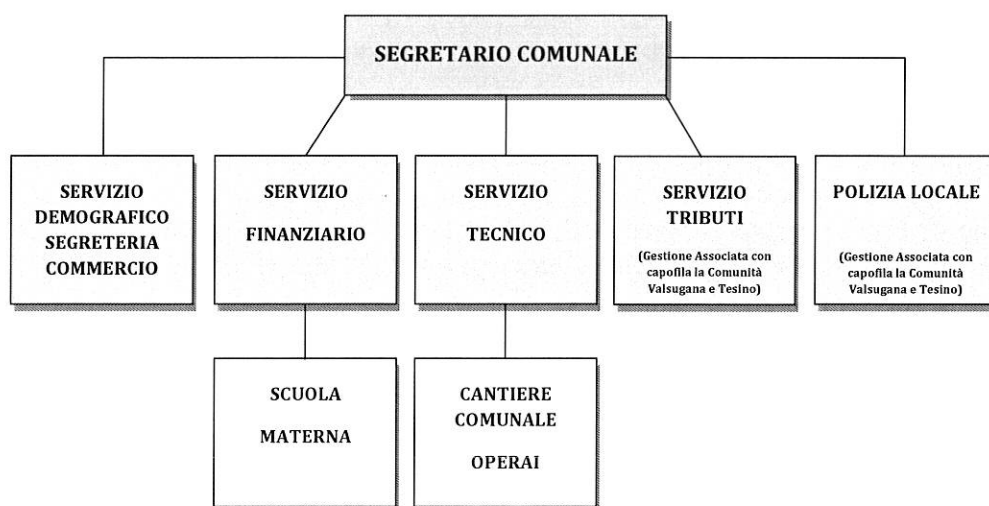 SEGRETARIO COMUNALE
SERVIZIO
DEMOGRAFICO
SEGRETERIA
COMMERCIO
SERVIZIO
FINANZIARIO
SERVIZIO
TECNICO
SERVIZIO
TRIBUTI
(Gestione Associata con
capofila la Comunità
Valsugana e Tesino)
POLIZIA LOCALE
(Gestione Associata con
capofila la Comunità
Valsugana e Tesino)
SCUOLA
MATERNA
CANTIERE
COMUNALE
OPERAI